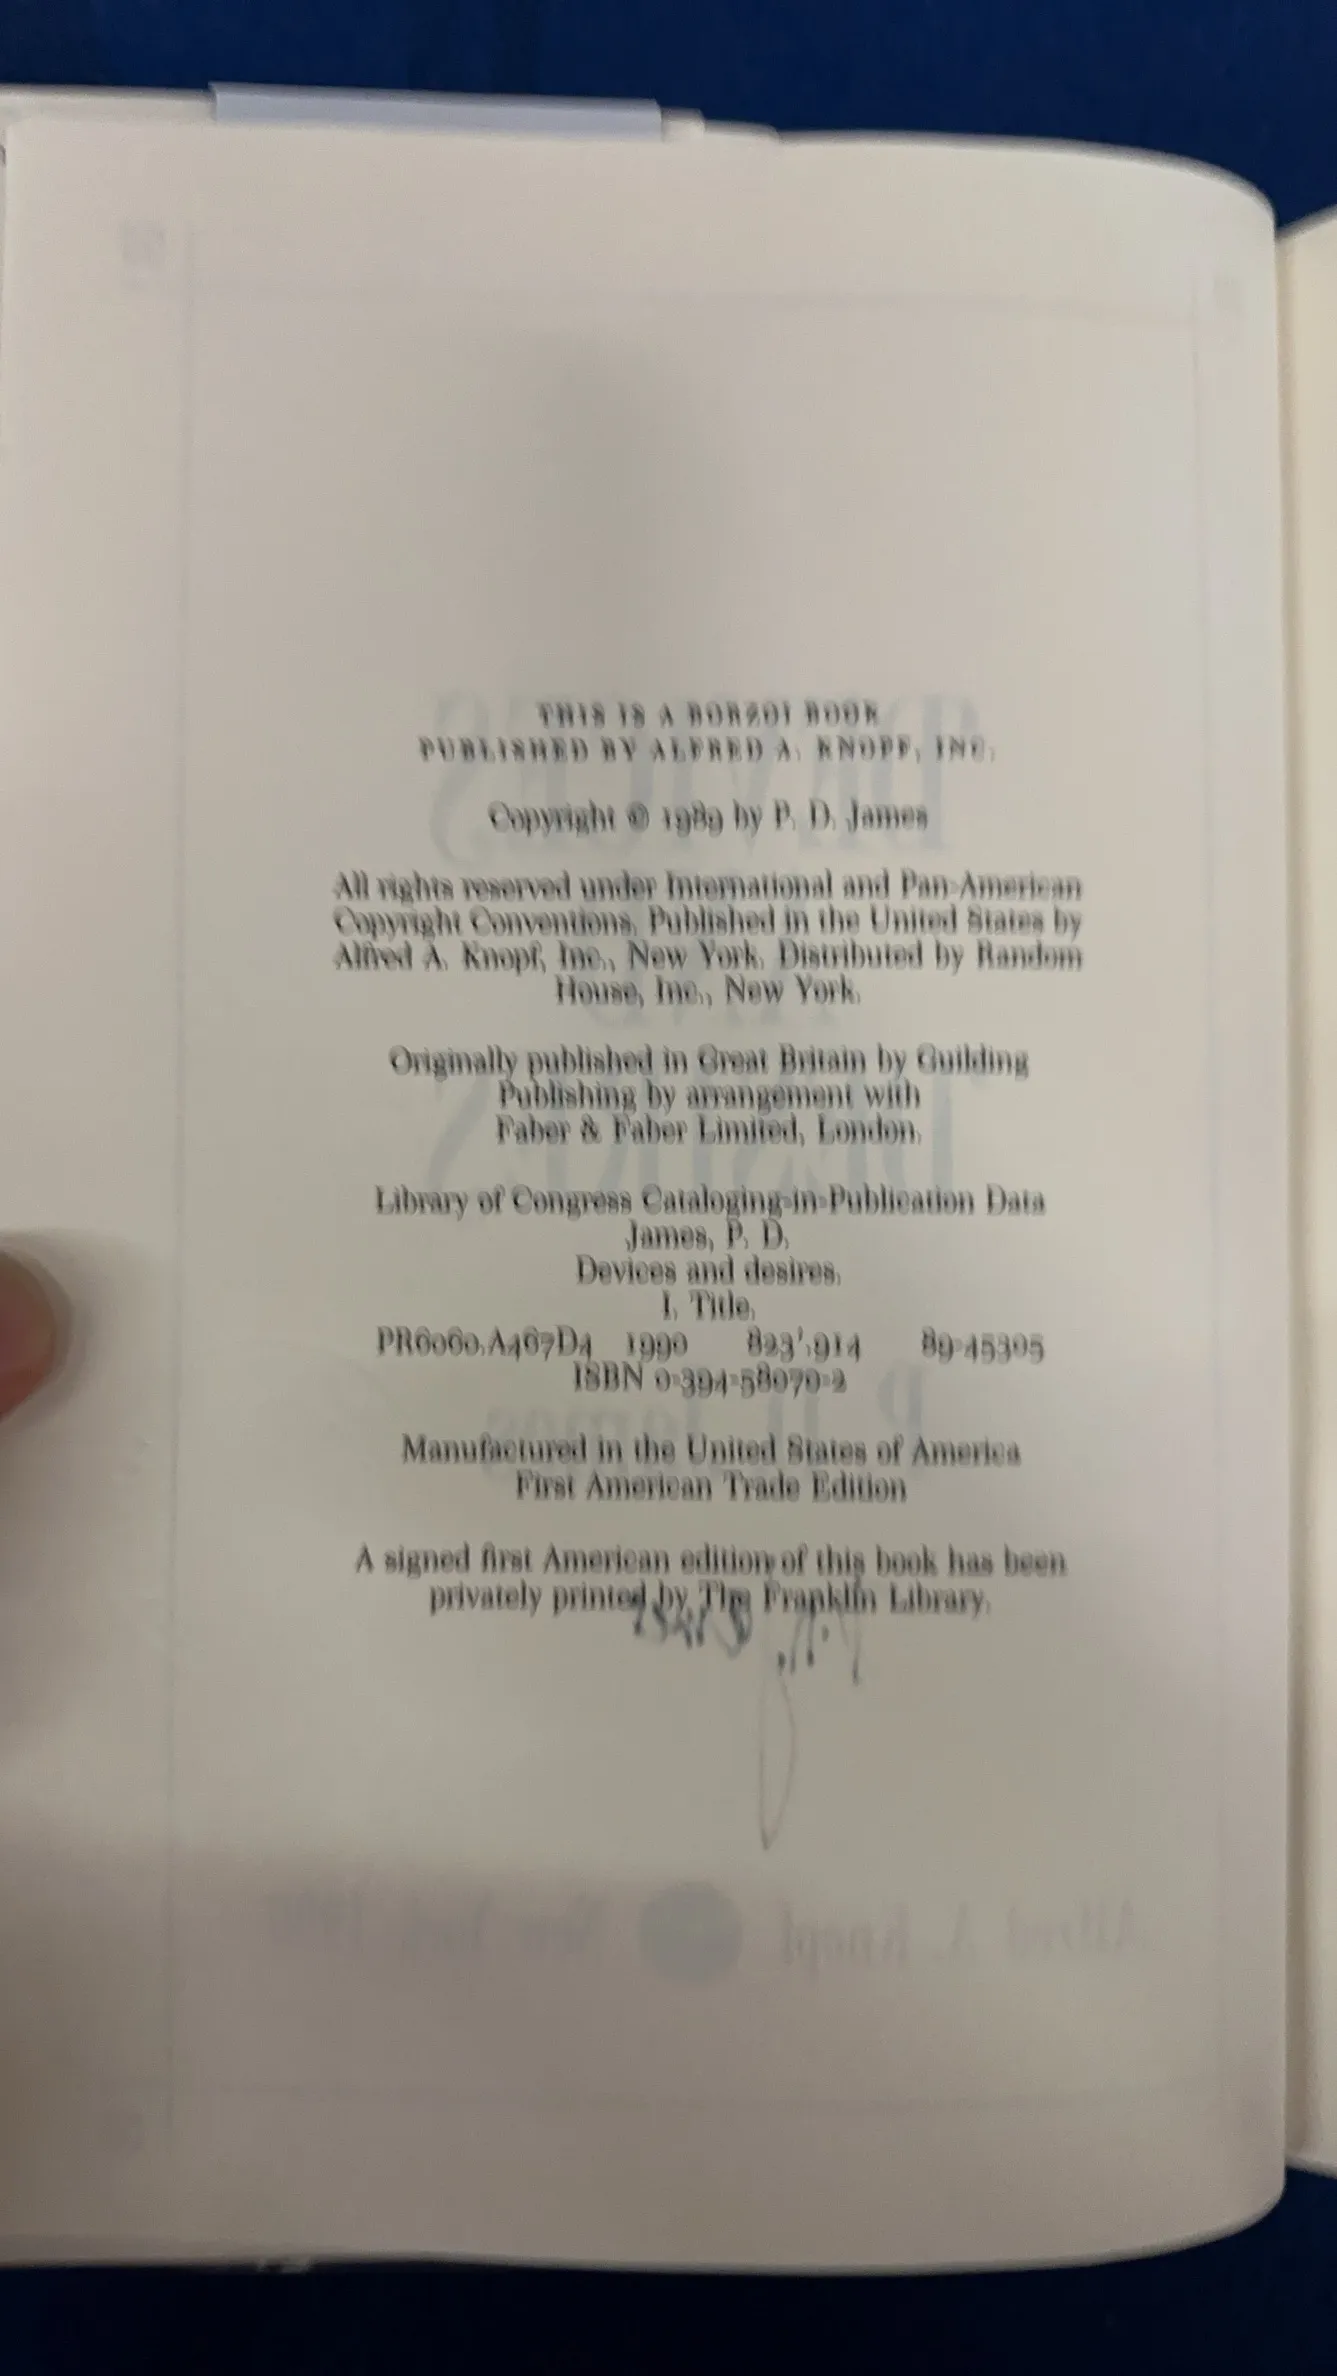 THIS IS A BORZOI BOOK
PUBLISHED BY ALFRED A. KNOPF, INC.
Copyright © 1989 by P. D. James
All rights reserved under International and Pan-American
Copyright Conventions. Published in the United States by
Alfred A. Knopf, Inc., New York. Distributed by Random
House, Inc., New York.
Originally published in Great Britain by Guilding
Publishing by arrangement with
Faber & Faber Limited, London.
Library of Congress Cataloging-in-Publication Data
James, P. D.
Devices and desires.
I. Title.
PR6060.A467D4 1990 823'.914 89-45305
ISBN 0-394-58070-2
Manufactured in the United States of America
First American Trade Edition
A signed first American edition of this book has been
privately printed by The Franklin Library.